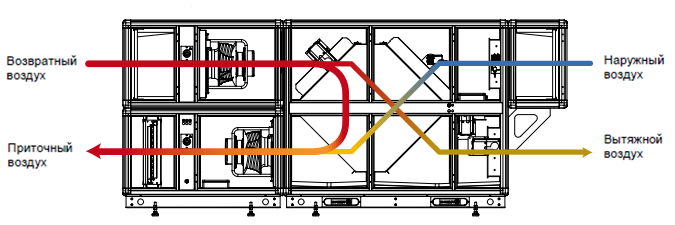 Возвратный
воздух
Наружный
воздух
Приточный
воздух
Вытяжной
воздух